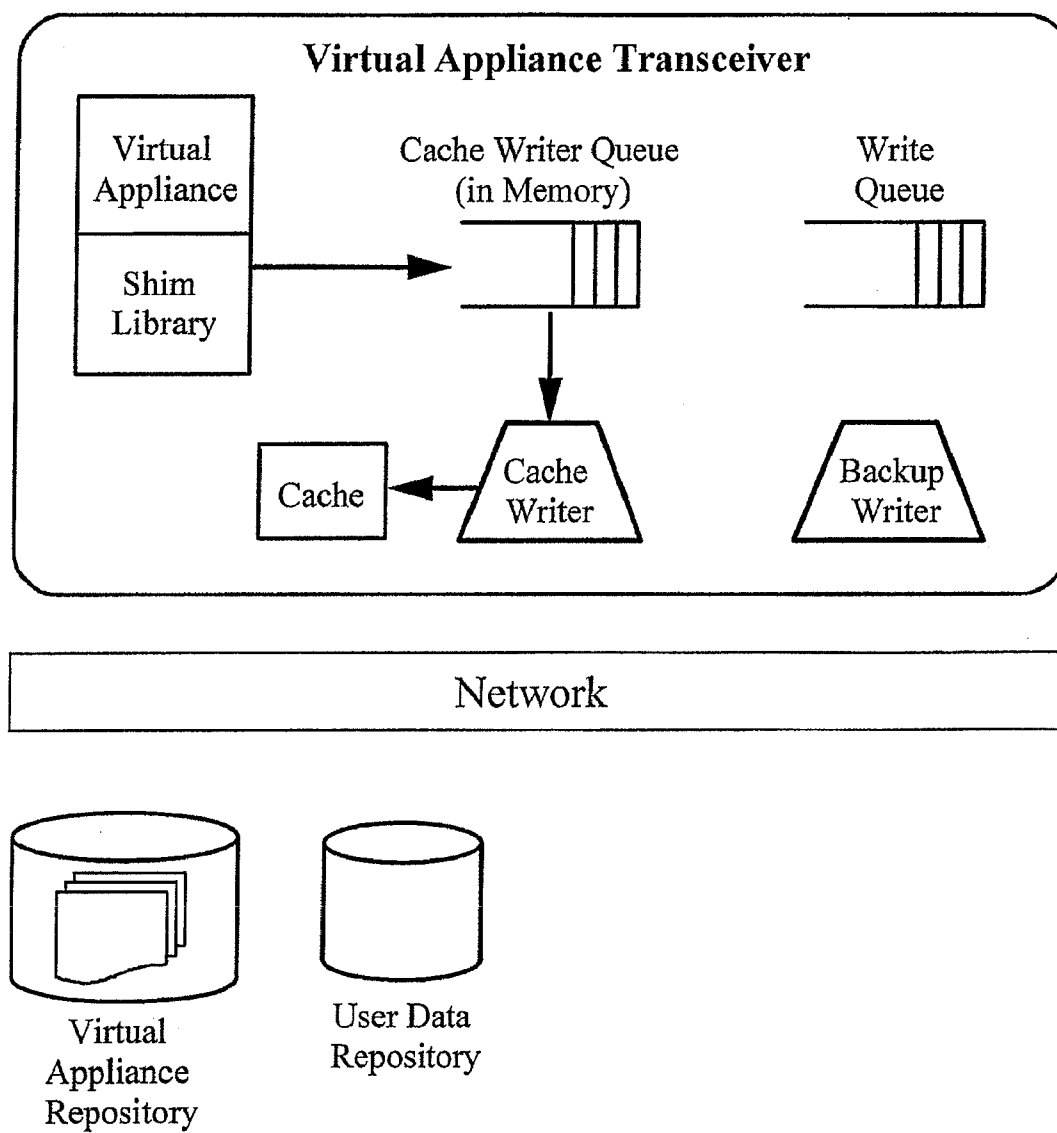 Virtual Appliance Transceiver
Virtual
Appliance
Shim
Library
Cache Writer Queue
(in Memory)
Write
Queue
Cache
Cache
Writer
Backup
Writer
Network
Virtual
Appliance
Repository
User Data
Repository